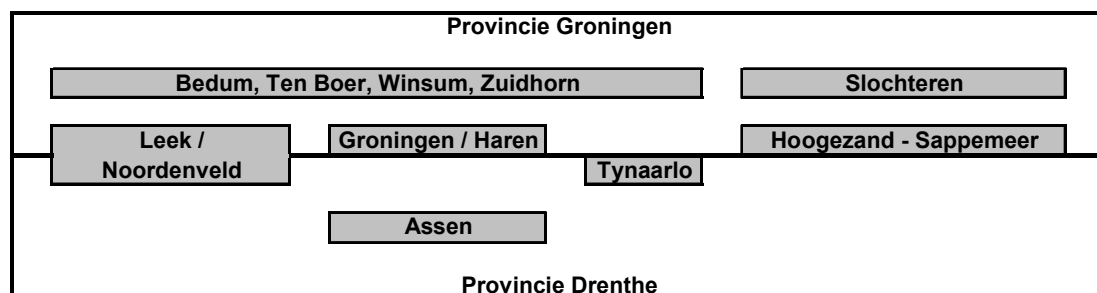 Provincie Groningen
Bedum, Ten Boer, Winsum, Zuidhorn
Slochteren
Leek /
Noordenveld
Groningen / Haren
Hoogezand - Sappemeer
Tynaarlo
Assen
Provincie Drenthe